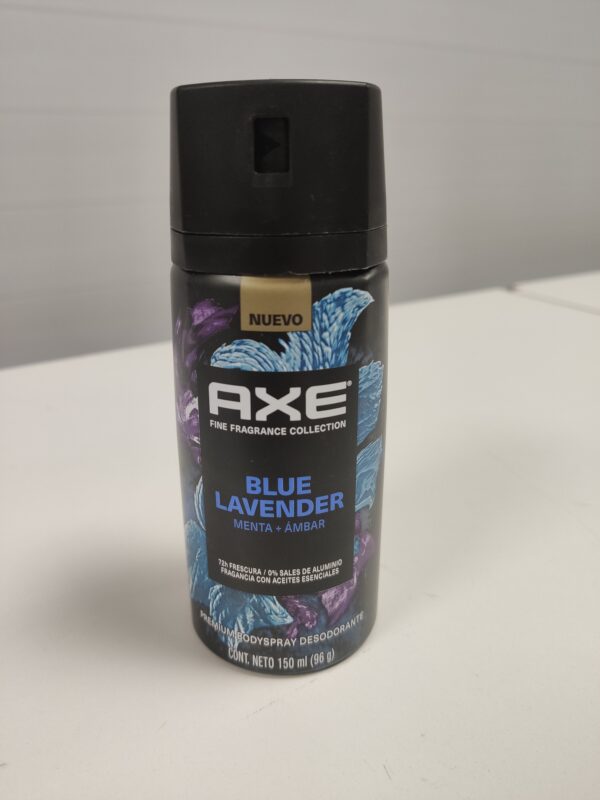 NUEVO
AXE®
FINE FRAGRANCE COLLECTION
BLUE
LAVENDER
MENTA + ÁMBAR
72h FRESCURA / 0% SALES DE ALUMINIO
FRAGANCIA CON ACEITES ESENCIALES
PREMIUM BODYSPRAY DESODORANTE
CONT. NETO 150 ml (96 g)